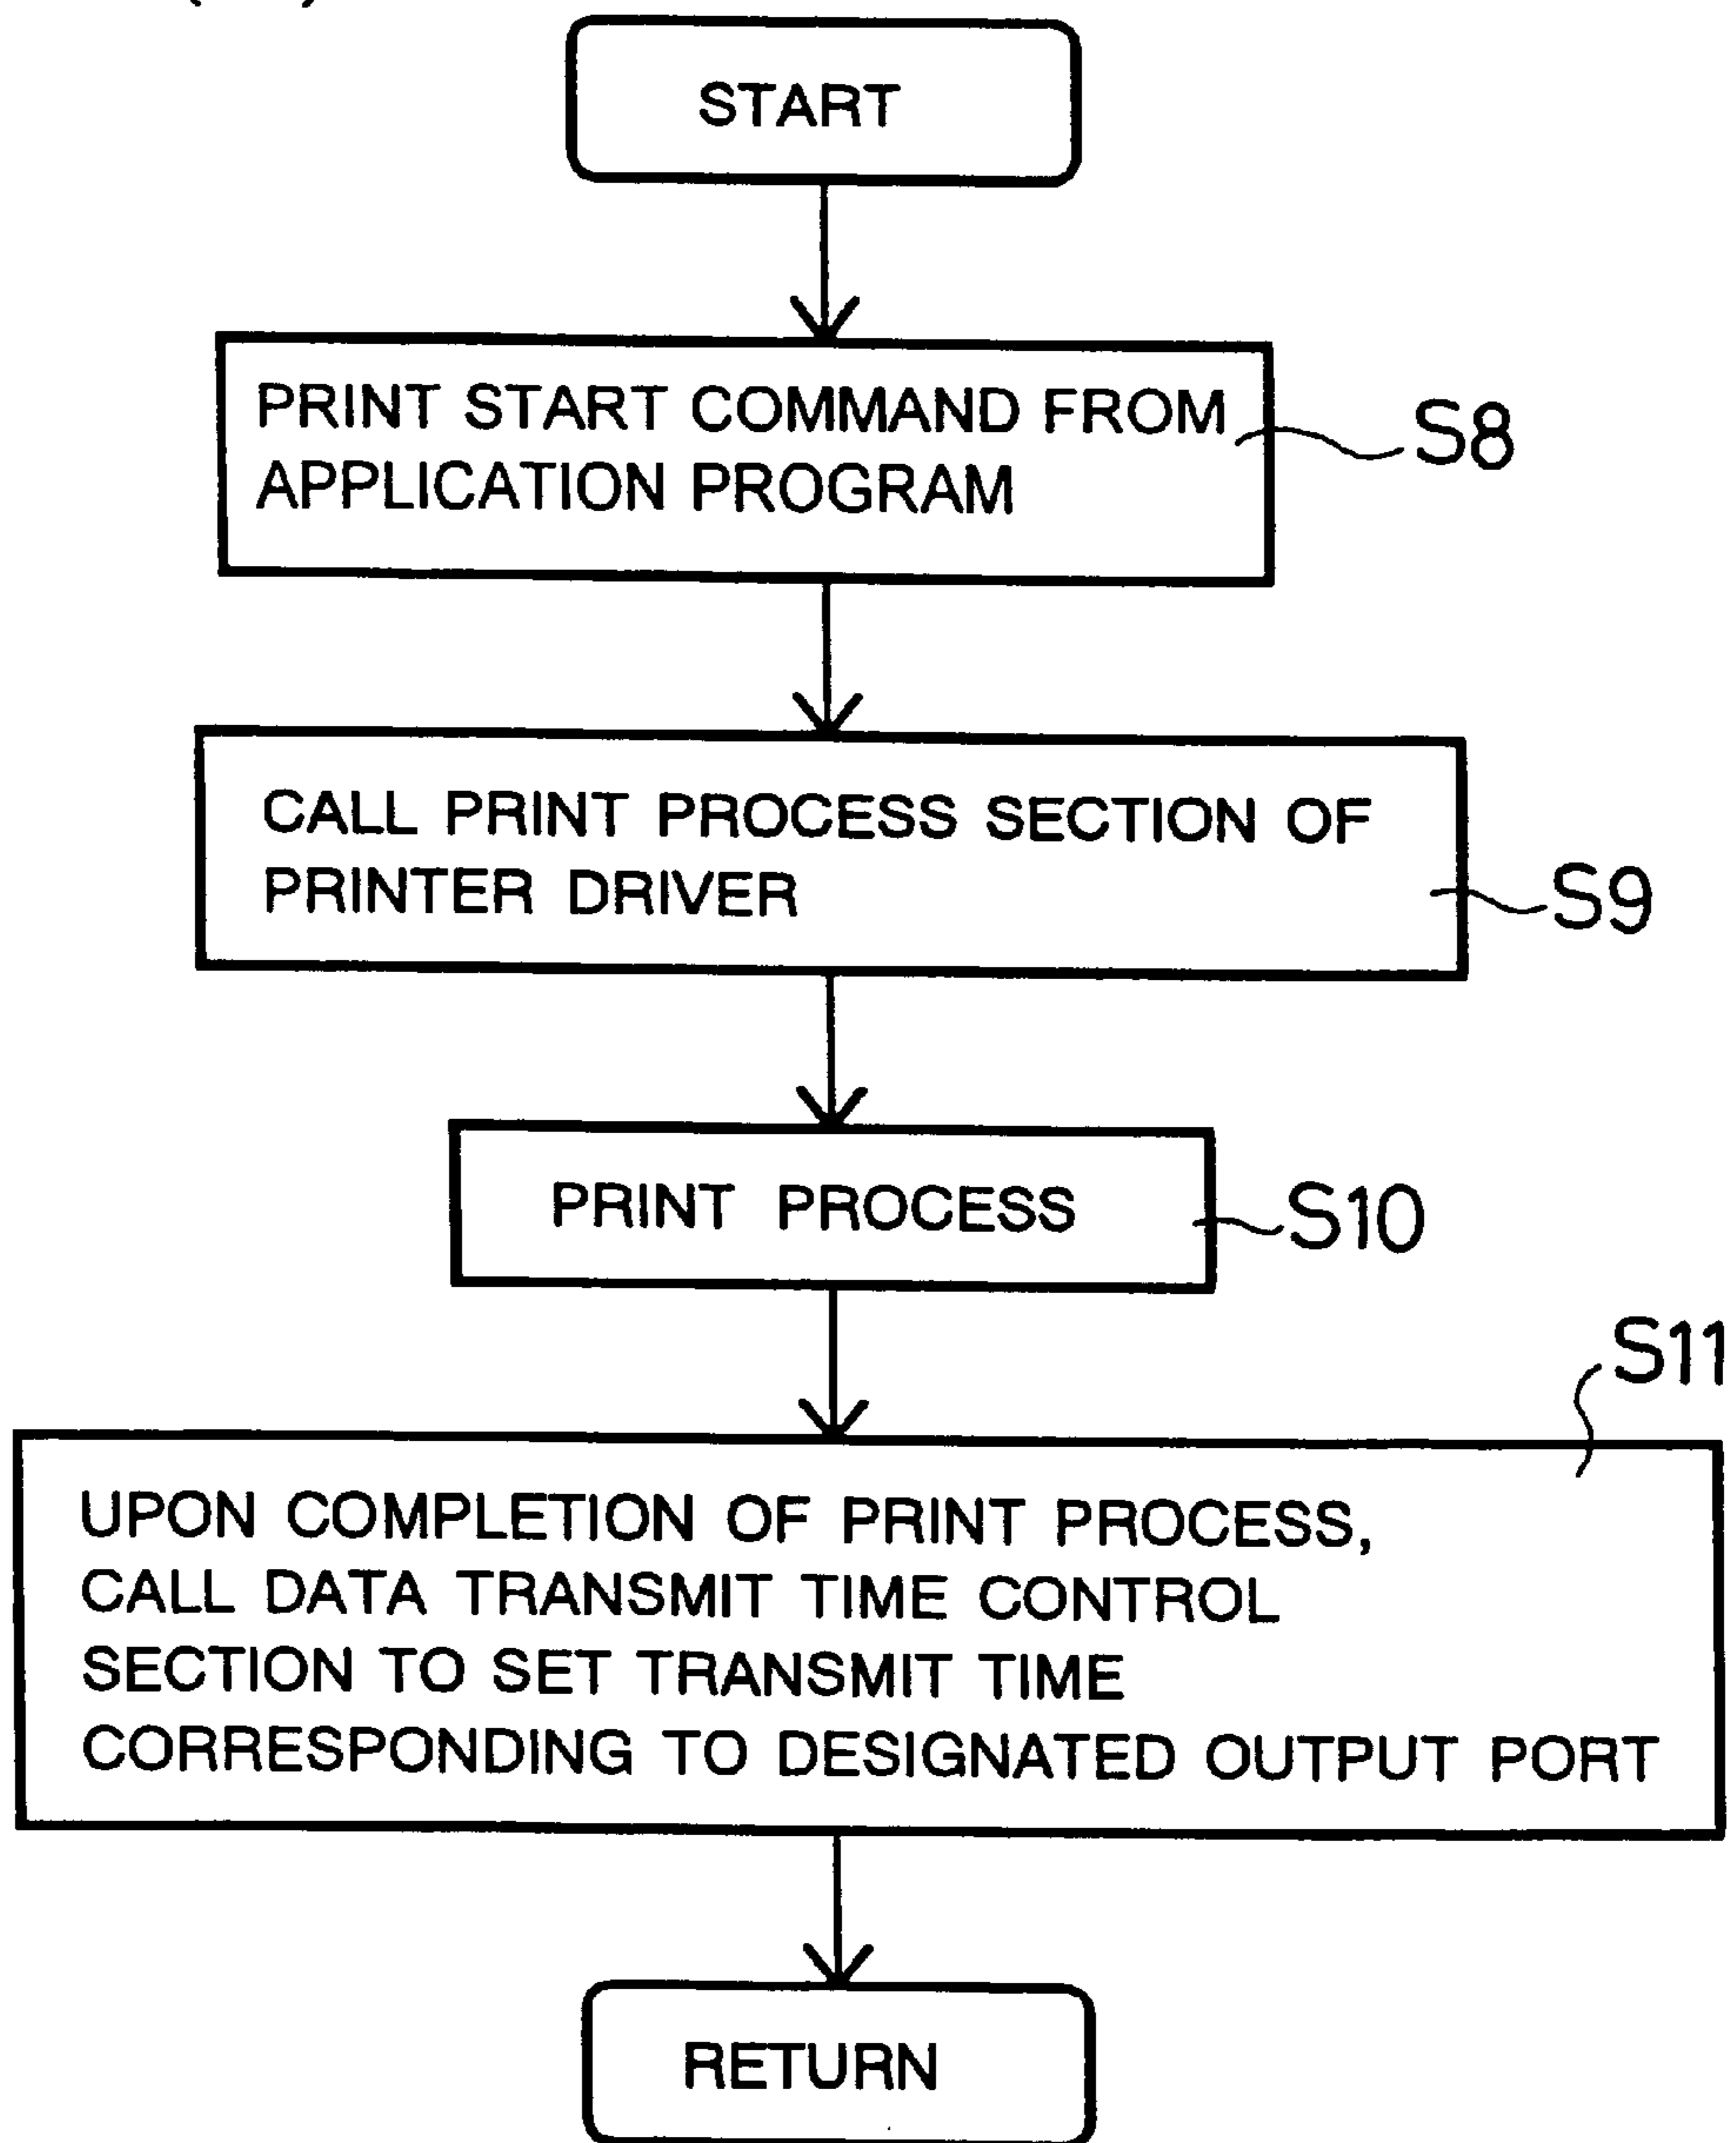 START
PRINT START COMMAND FROM
APPLICATION PROGRAM
S8
CALL PRINT PROCESS SECTION OF
PRINTER DRIVER
S9
PRINT PROCESS
S10
S11
UPON COMPLETION OF PRINT PROCESS,
CALL DATA TRANSMIT TIME CONTROL
SECTION TO SET TRANSMIT TIME
CORRESPONDING TO DESIGNATED OUTPUT PORT
RETURN